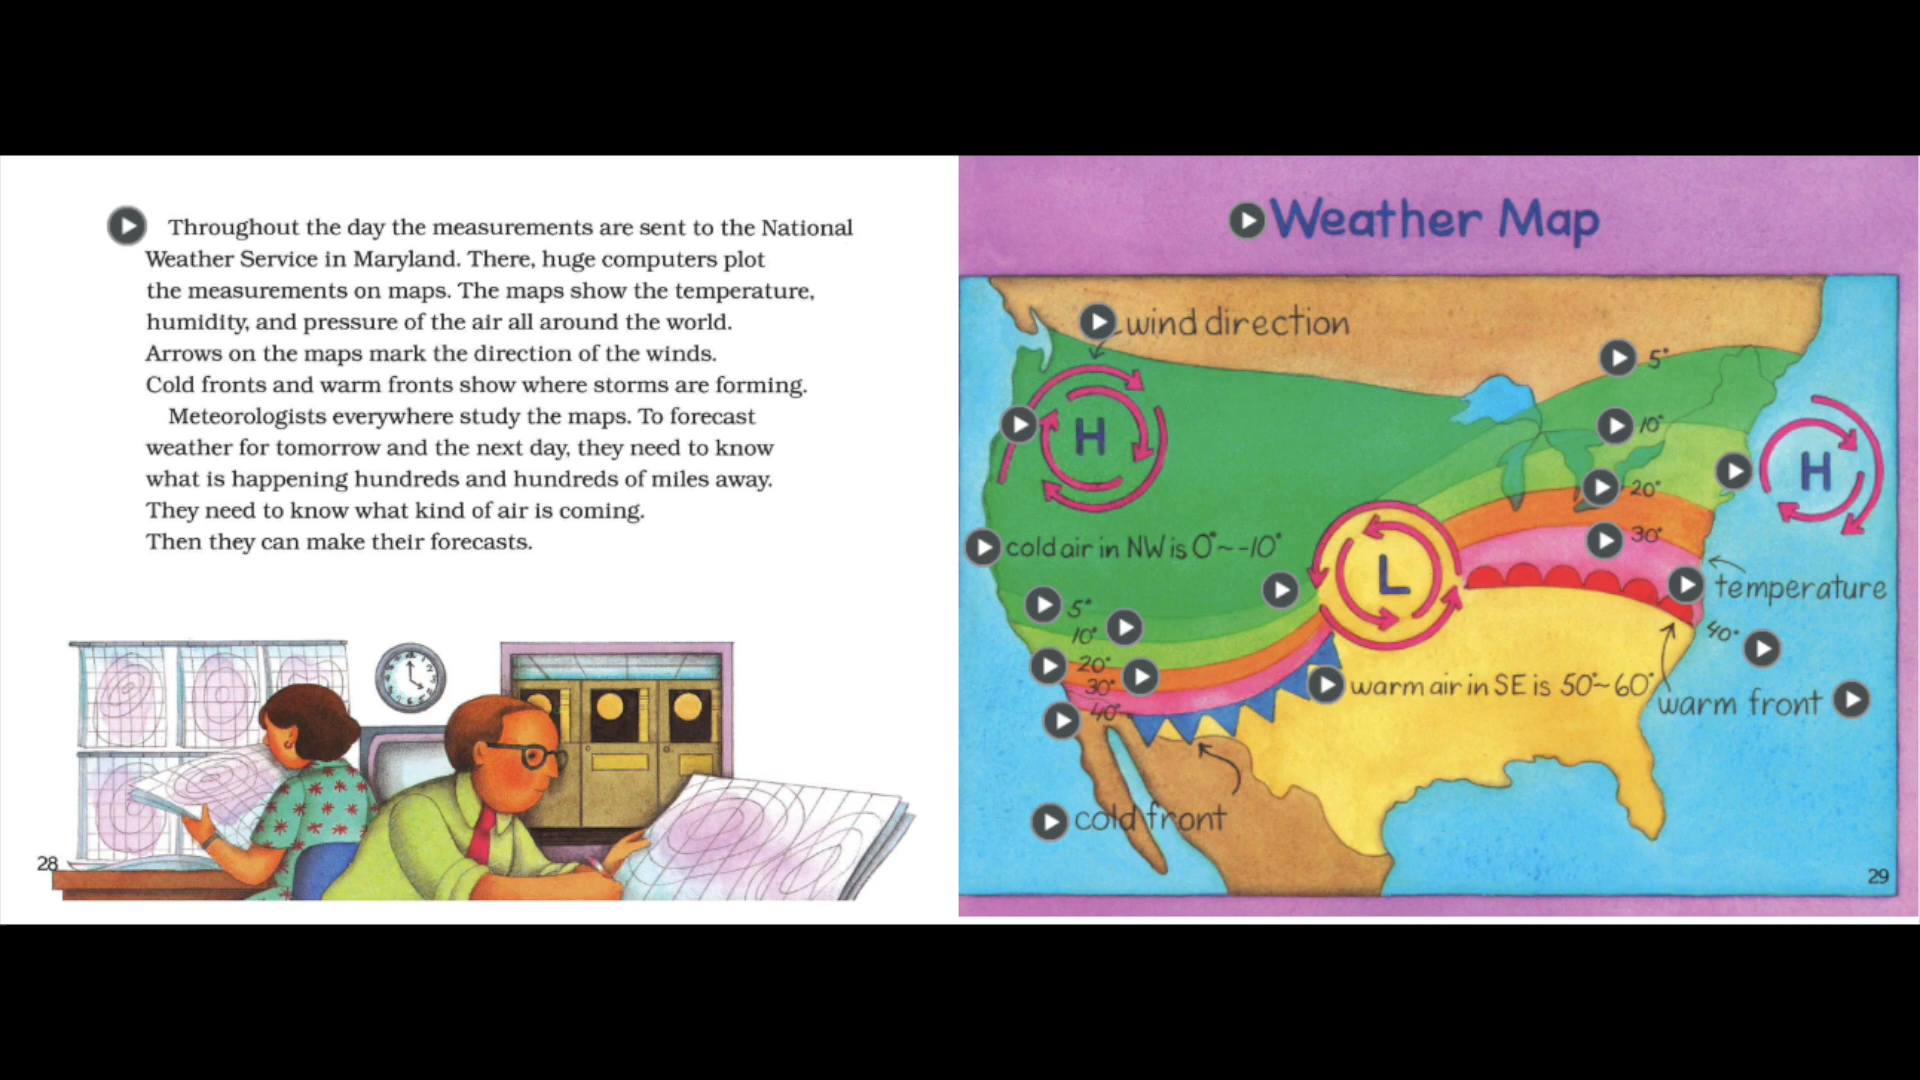 Throughout the day the measurements are sent to the National
Weather Service in Maryland. There, huge computers plot
the measurements on maps. The maps show the temperature,
humidity, and pressure of the air all around the world.
Arrows on the maps mark the direction of the winds.
Cold fronts and warm fronts show where storms are forming.
Meteorologists everywhere study the maps. To forecast
weather for tomorrow and the next day, they need to know
what is happening hundreds and hundreds of miles away.
They need to know what kind of air is coming.
Then they can make their forecasts.
28
Weather Map
wind direction
H
5°
10°
20°
30°
H
cold air in NW is 0°~-10°
L
temperature
5°
10°
20°
30°
40°
40°
warm air in SE is 50°~60°
warm front
cold front
29